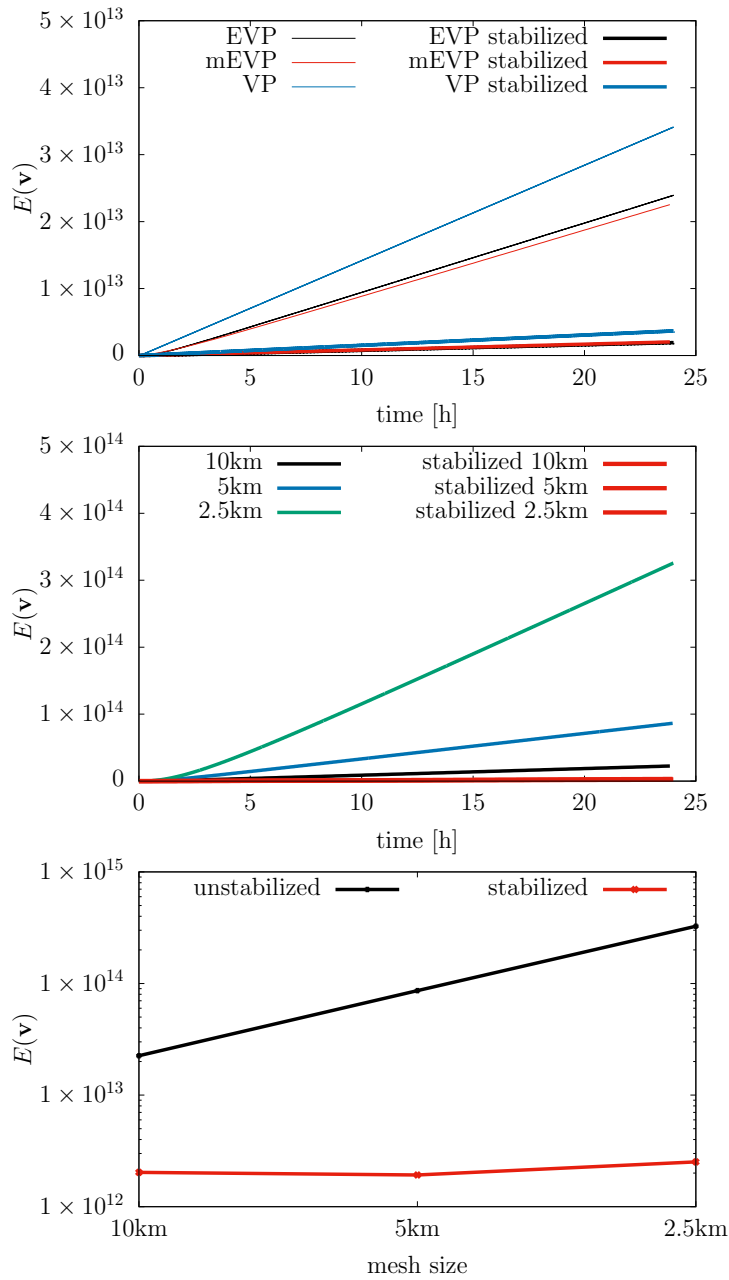 5 × 10^13
4 × 10^13
3 × 10^13
2 × 10^13
1 × 10^13
0
E(v)
EVP
mEVP
VP
EVP stabilized
mEVP stabilized
VP stabilized
0 5 10 15 20 25
time [h]
5 × 10^14
4 × 10^14
3 × 10^14
2 × 10^14
1 × 10^14
0
E(v)
10km
5km
2.5km
stabilized 10km
stabilized 5km
stabilized 2.5km
0 5 10 15 20 25
time [h]
1 × 10^15
1 × 10^14
1 × 10^13
1 × 10^12
E(v)
unstabilized
stabilized
10km 5km 2.5km
mesh size